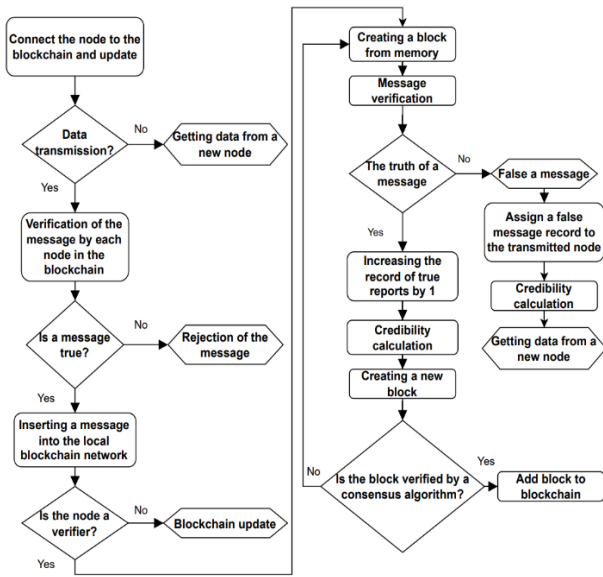 Connect the node to the
blockchain and update
Data
transmission?
No
Getting data from a
new node
Yes
Verification of the
message by each
node in the
blockchain
Is a message
true?
No
Rejection of the
message
Yes
Inserting a message
into the local
blockchain network
Is the node a
verifier?
No
Blockchain update
Yes
Creating a block
from memory
Message
verification
The truth of a
message
No
False a message
Assign a false
message record to
the transmitted node
Credibility
calculation
Getting data from a
new node
Yes
Increasing the
record of true
reports by 1
Credibility
calculation
Creating a new
block
Is the block verified by a
consensus algorithm?
No
Yes
Add block to
blockchain